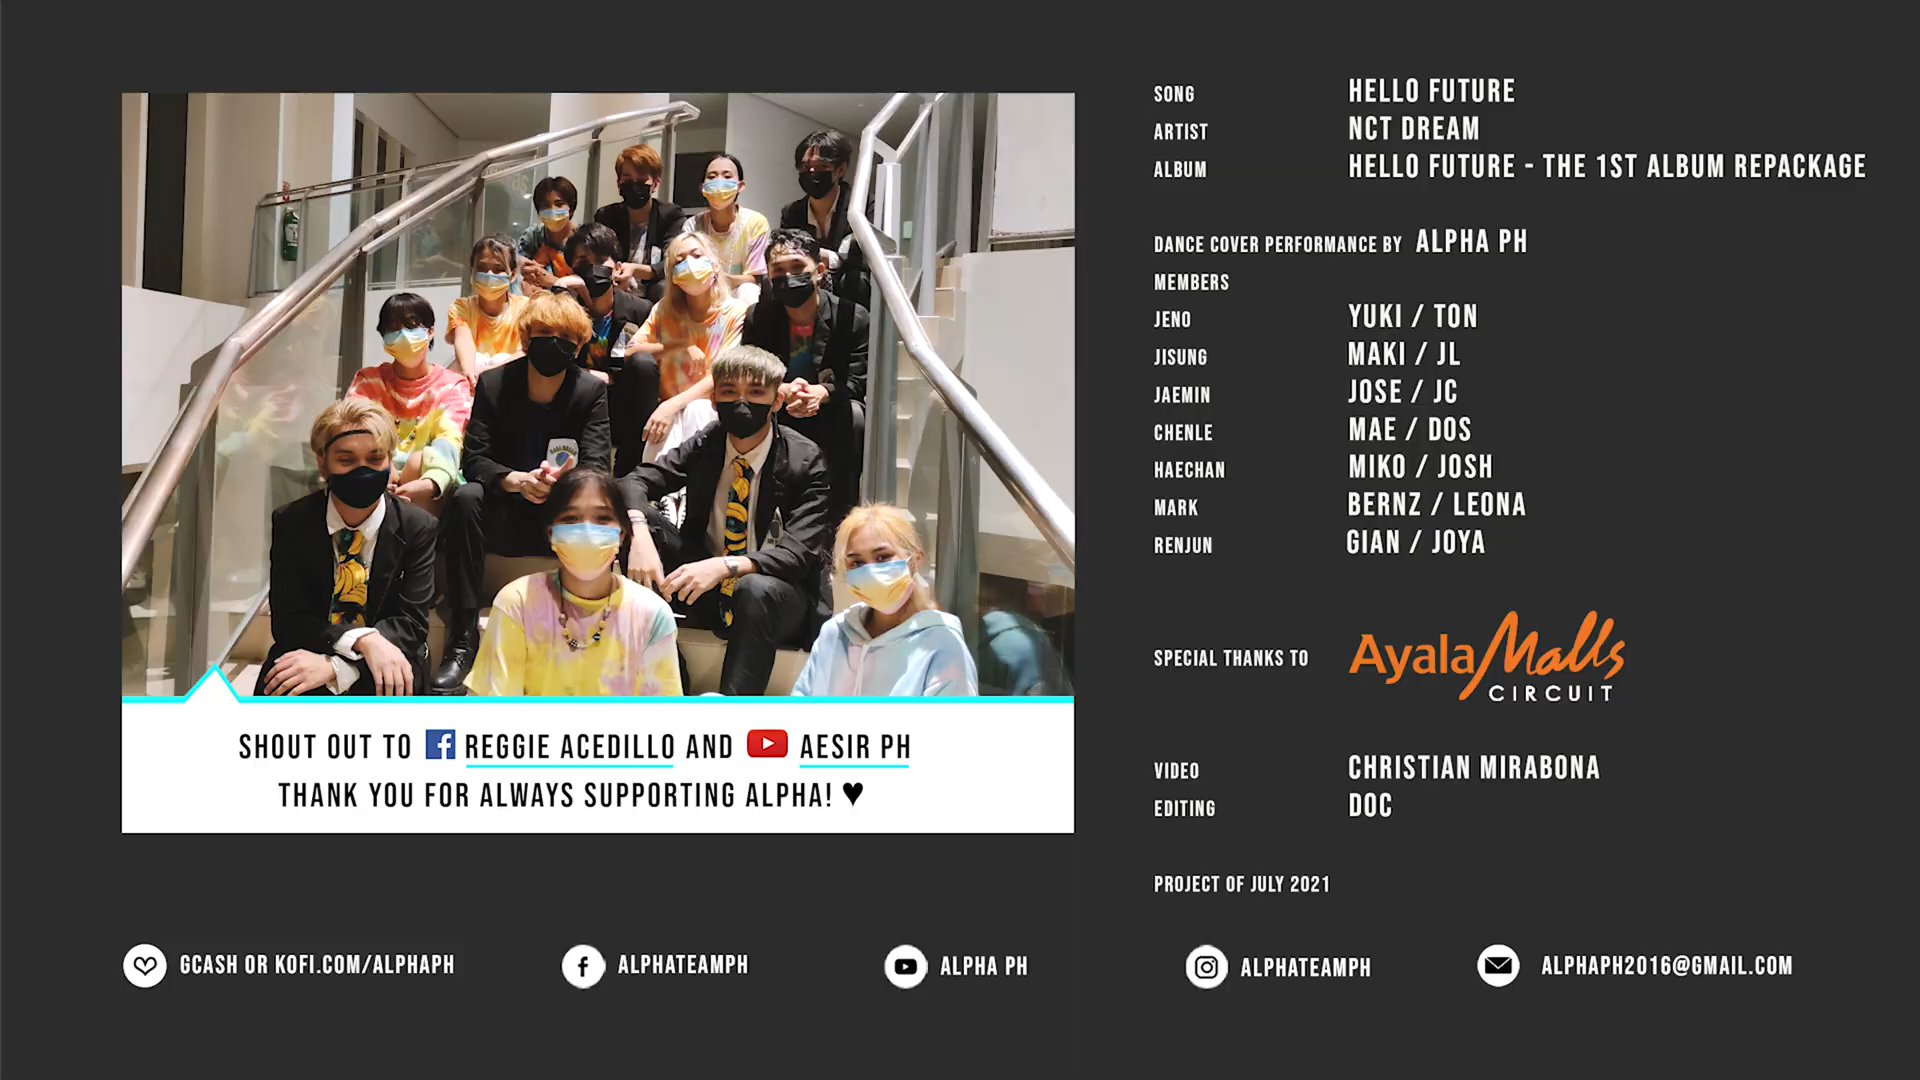 SHOUT OUT TO REGGIE ACEDILLO AND AESIR PH
THANK YOU FOR ALWAYS SUPPORTING ALPHA! ♥
SONG HELLO FUTURE
ARTIST NCT DREAM
ALBUM HELLO FUTURE - THE 1ST ALBUM REPACKAGE
DANCE COVER PERFORMANCE BY ALPHA PH
MEMBERS
JENO YUKI / TON
JISUNG MAKI / JL
JAEMIN JOSE / JC
CHENLE MAE / DOS
HAECHAN MIKO / JOSH
MARK BERNZ / LEONA
RENJUN GIAN / JOYA
SPECIAL THANKS TO Ayala Malls
CIRCUIT
VIDEO CHRISTIAN MIRABONA
EDITING DOC
PROJECT OF JULY 2021
GCASH OR KOFI.COM/ALPHAPH ALPHATEAMPH ALPHA PH ALPHATEAMPH ALPHAPH2016@GMAIL.COM